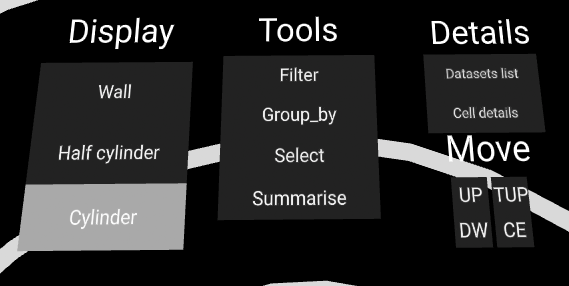 Display
Wall
Half cylinder
Cylinder
Tools
Filter
Group_by
Select
Summarise
Details
Datasets list
Cell details
Move
UP TUP
DW CE